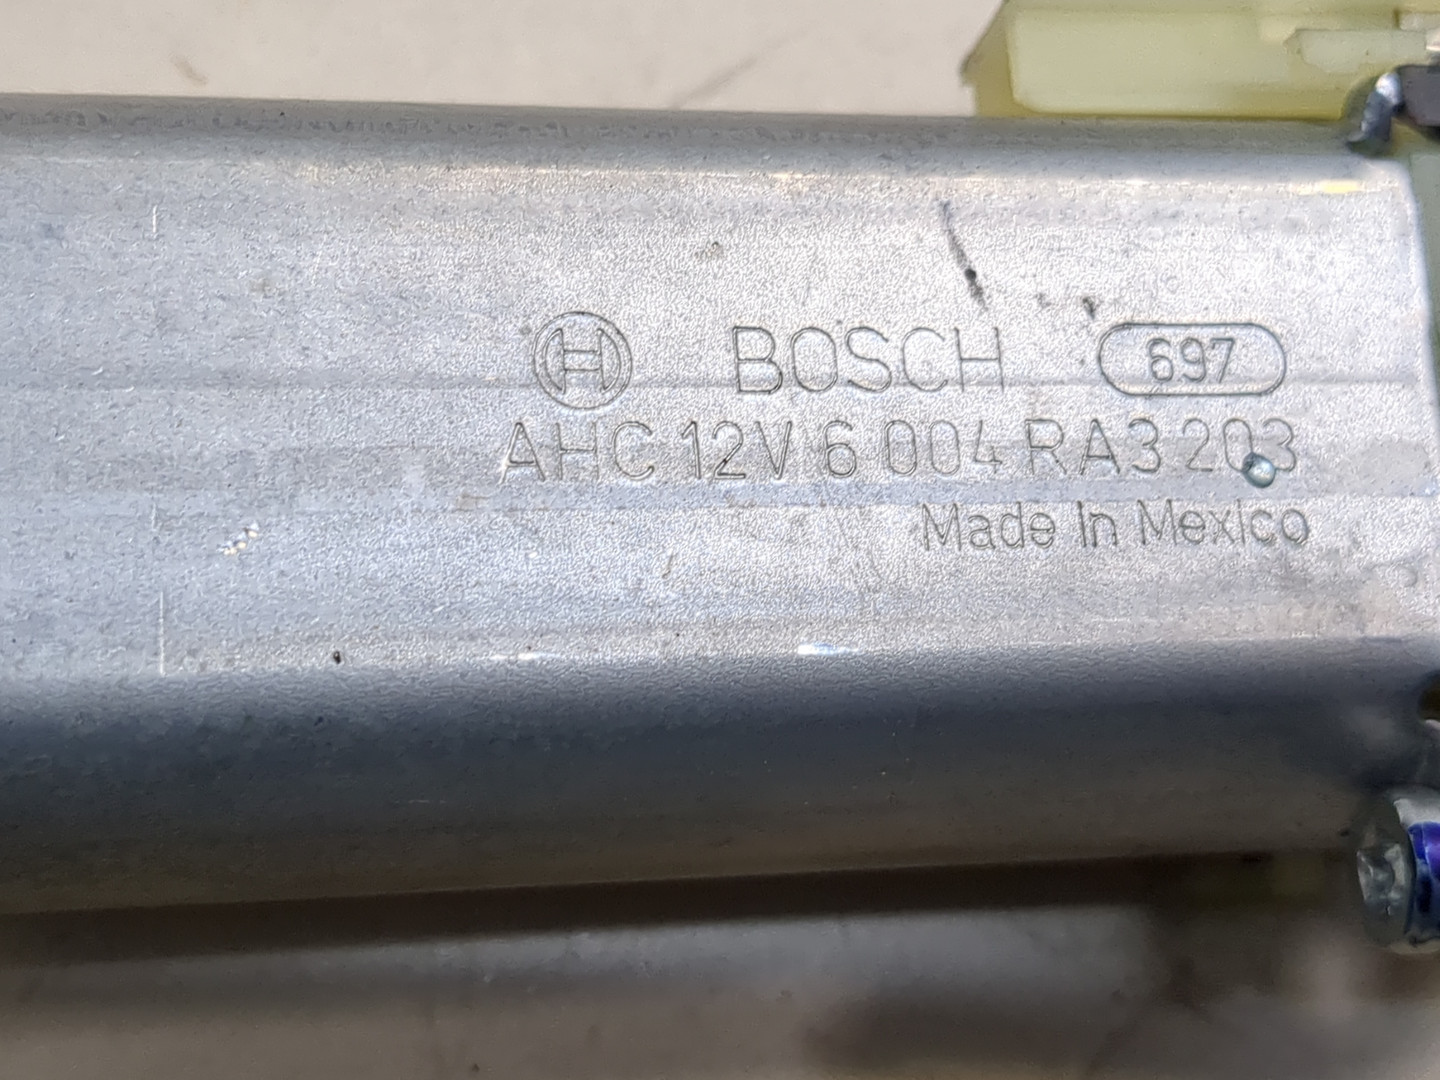 BOSCH 697
AHC 12V 6 004 RA3 203
Made in Mexico